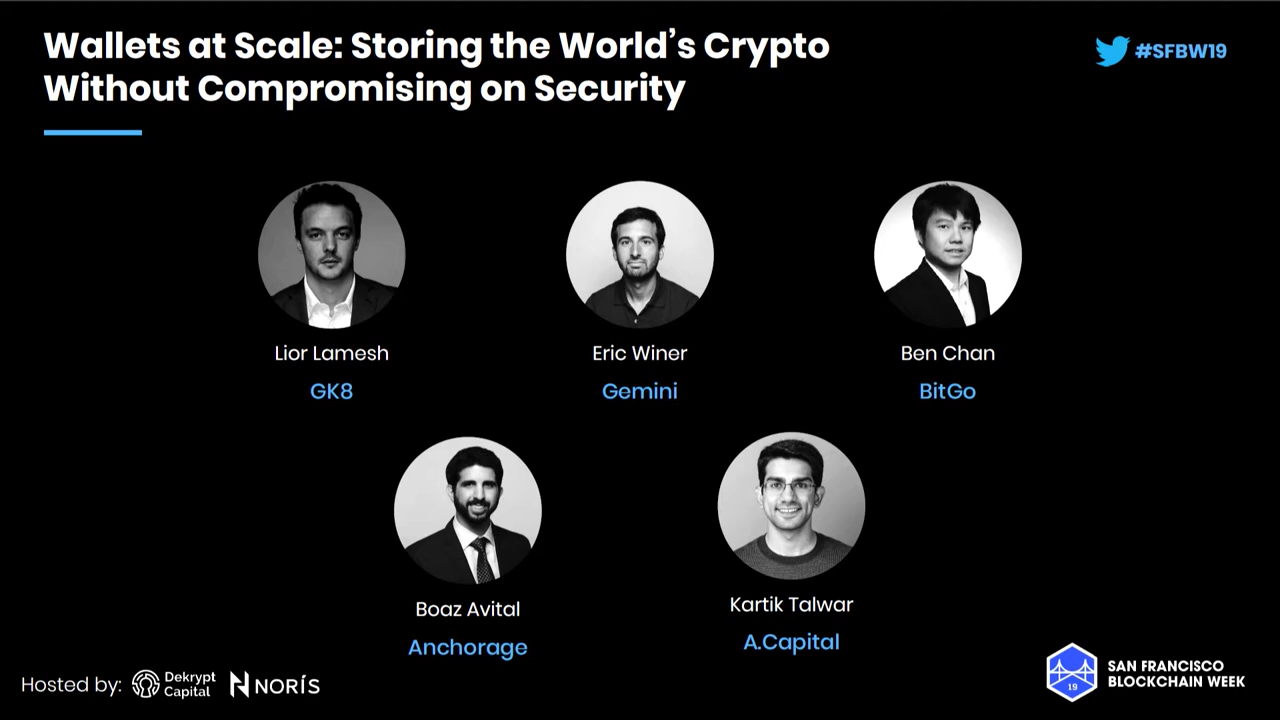 Wallets at Scale: Storing the World's Crypto
Without Compromising on Security
#SFBW19
Lior Lamesh
GK8
Eric Winer
Gemini
Ben Chan
BitGo
Boaz Avital
Anchorage
Kartik Talwar
A.Capital
Hosted by:
Dekrypt
Capital
NORÍS
19
SAN FRANCISCO
BLOCKCHAIN WEEK